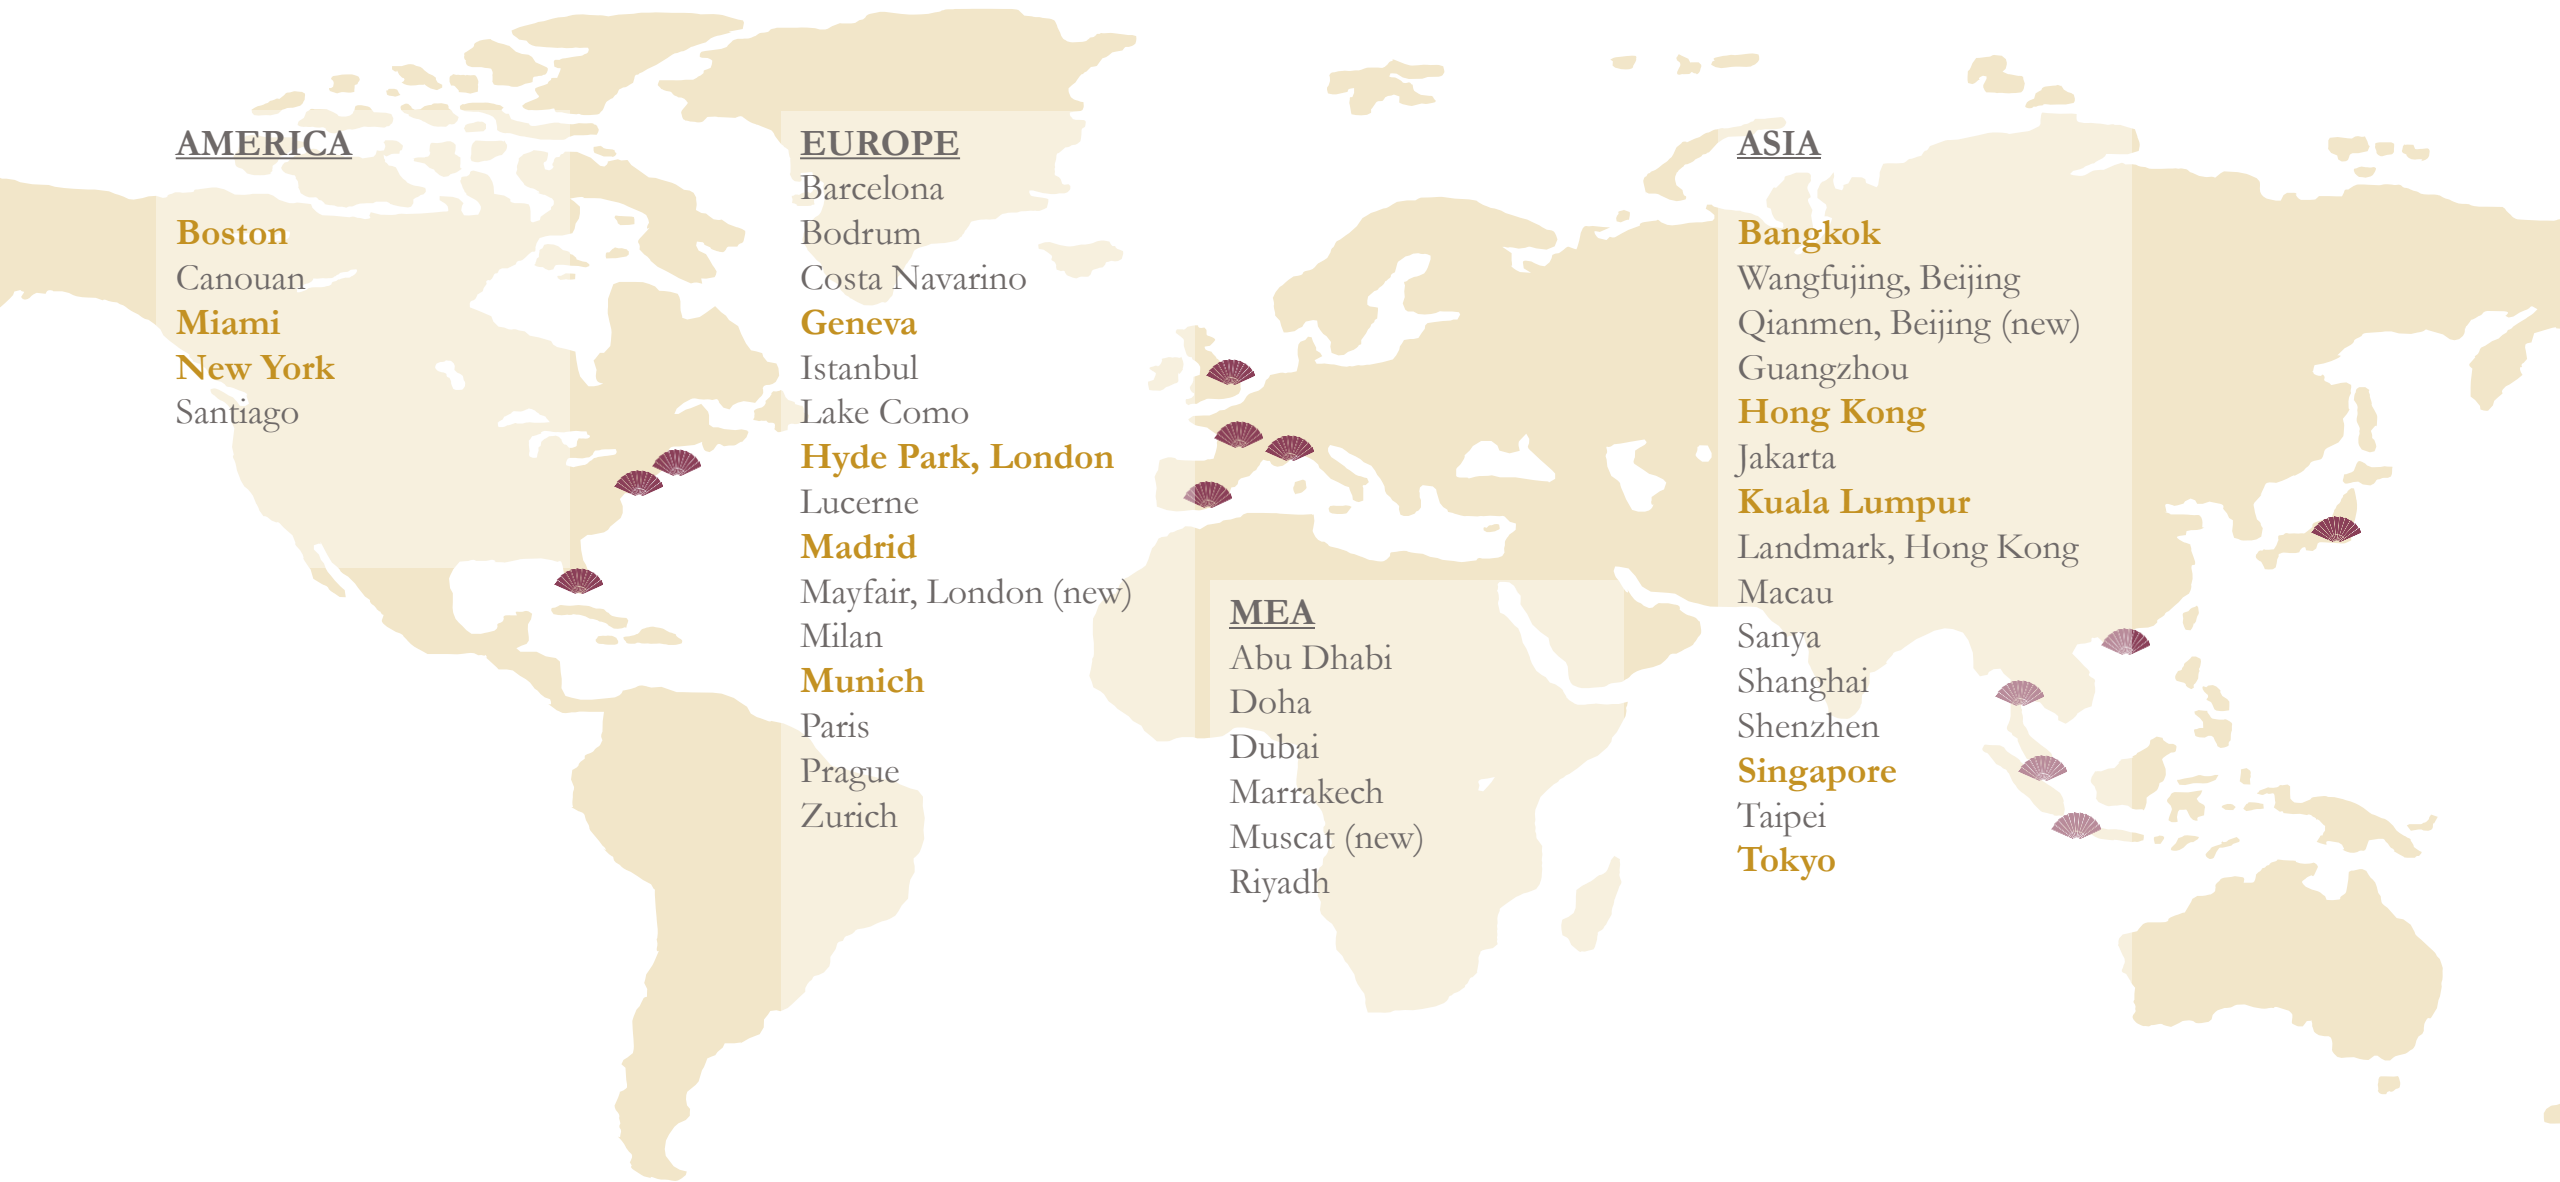 AMERICA
Boston
Canouan
Miami
New York
Santiago
EUROPE
Barcelona
Bodrum
Costa Navarino
Geneva
Istanbul
Lake Como
Hyde Park, London
Lucerne
Madrid
Mayfair, London (new)
Milan
Munich
Paris
Prague
Zurich
MEA
Abu Dhabi
Doha
Dubai
Marrakech
Muscat (new)
Riyadh
ASIA
Bangkok
Wangfujing, Beijing
Qianmen, Beijing (new)
Guangzhou
Hong Kong
Jakarta
Kuala Lumpur
Landmark, Hong Kong
Macau
Sanya
Shanghai
Shenzhen
Singapore
Taipei
Tokyo